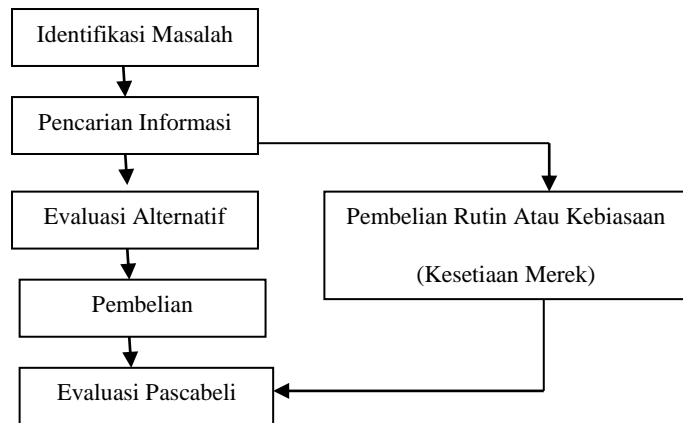 Identifikasi Masalah
Pencarian Informasi
Evaluasi Alternatif
Pembelian Rutin Atau Kebiasaan
(Kesetiaan Merek)
Pembelian
Evaluasi Pascabeli